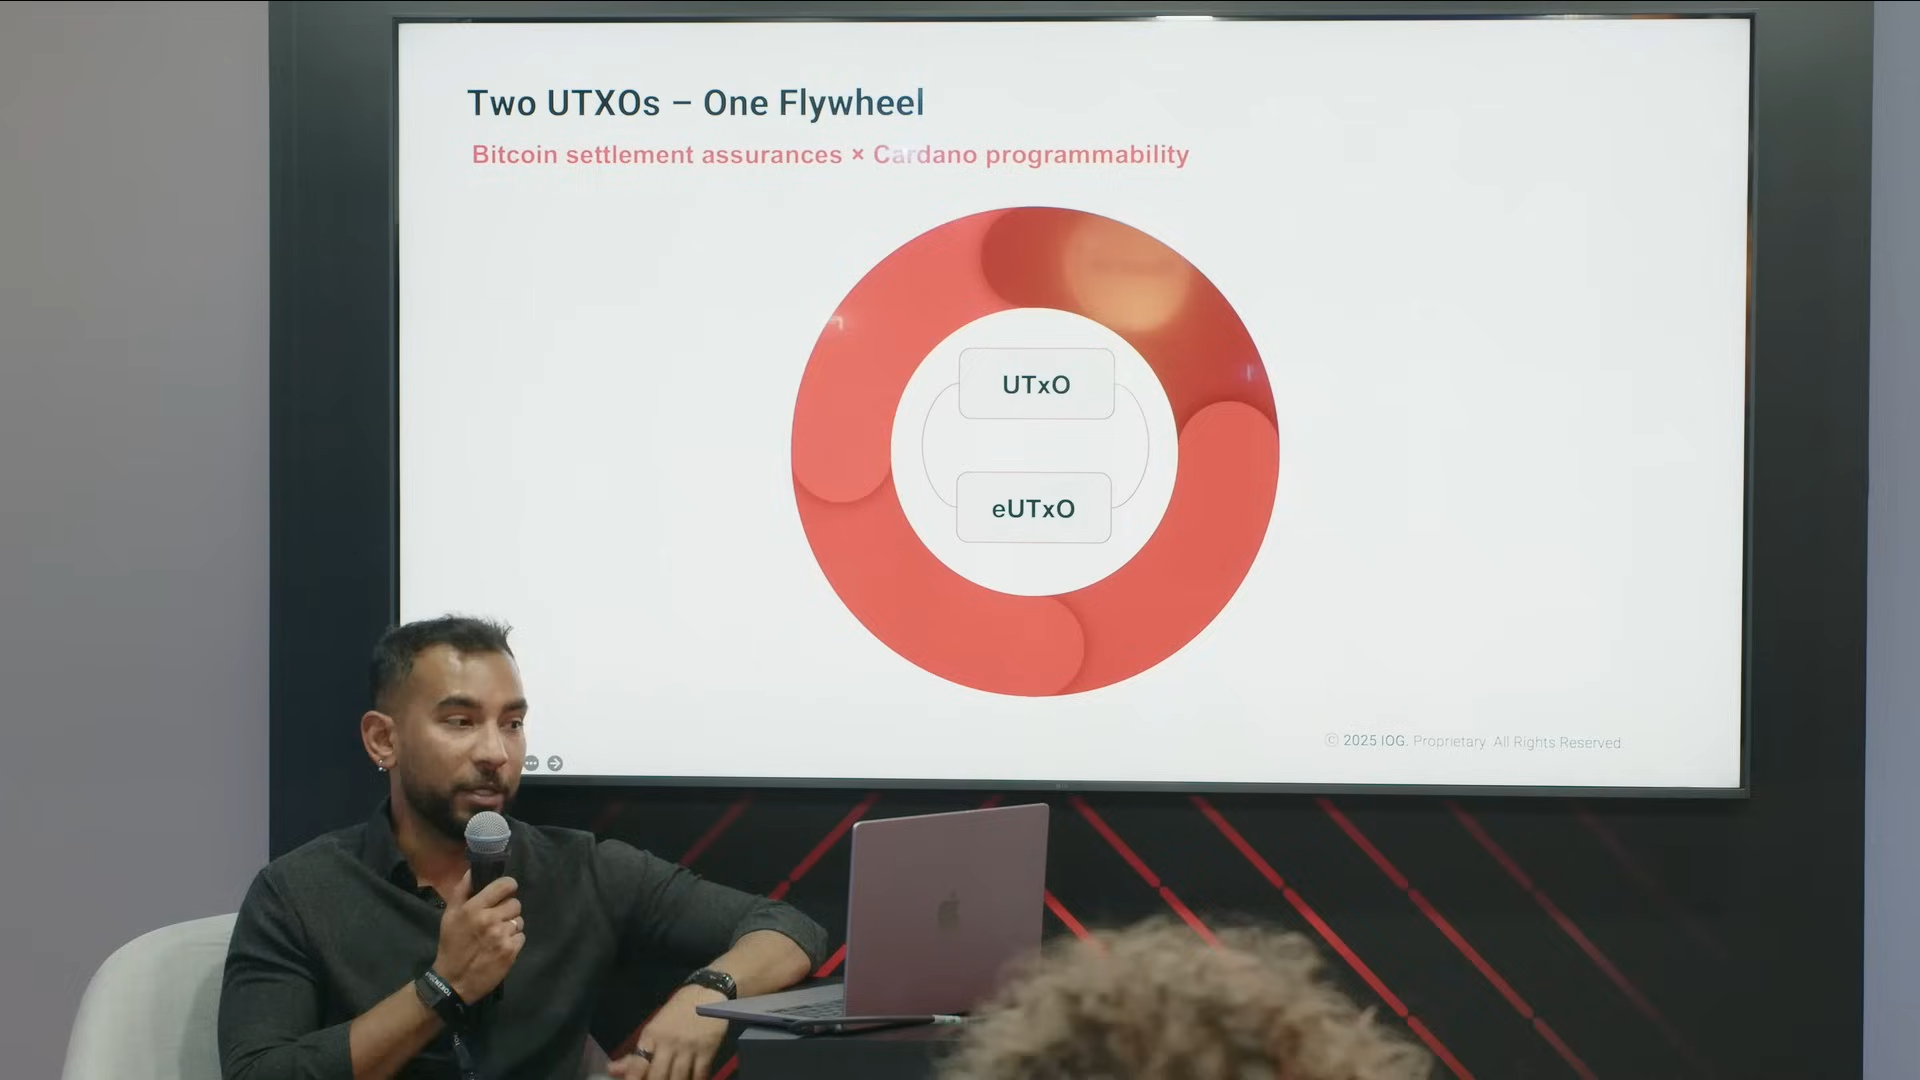 Two UTXOs – One Flywheel
Bitcoin settlement assurances × Cardano programmability
UTxO
eUTxO
© 2025 IOG. Proprietary All Rights Reserved